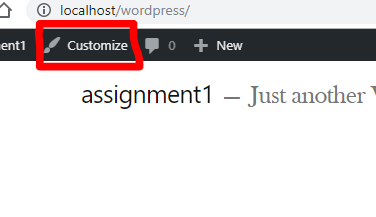 localhost/wordpress/
ment1 Customize 0 New
assignment1 — Just another